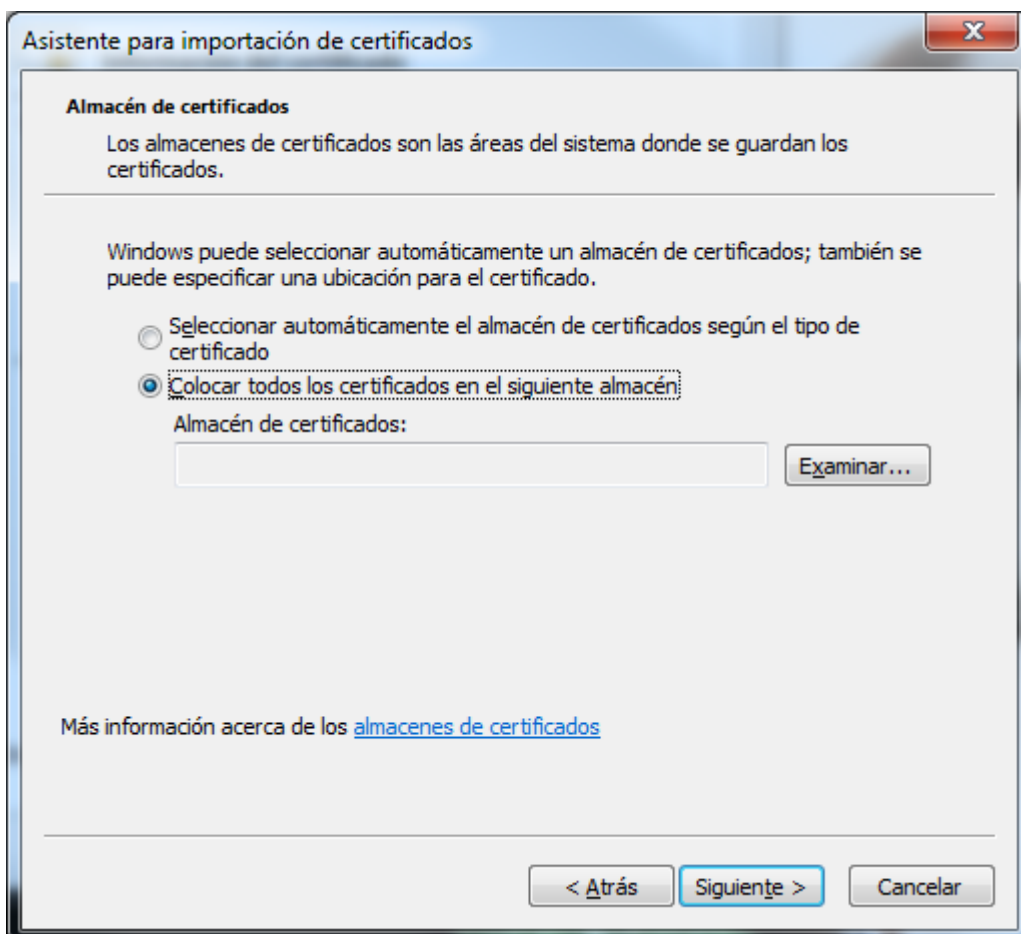 Asistente para importación de certificados
Almacén de certificados
Los almacenes de certificados son las áreas del sistema donde se guardan los
certificados.
Windows puede seleccionar automáticamente un almacén de certificados; también se
puede especificar una ubicación para el certificado.
Seleccionar automáticamente el almacén de certificados según el tipo de
certificado
Colocar todos los certificados en el siguiente almacén
Almacén de certificados:
Examinar...
Más información acerca de los almacenes de certificados
< Atrás
Siguiente >
Cancelar